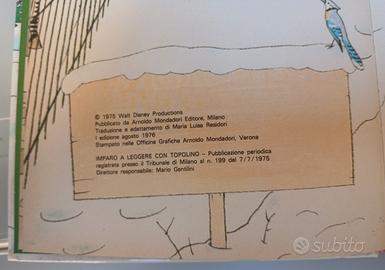 © 1975 Walt Disney Productions
Pubblicato da Arnoldo Mondadori Editore, Milano
Traduzione e adattamento di Maria Luisa Residori
I edizione agosto 1976
Stampato nelle Officine Grafiche Arnoldo Mondadori, Verona
IMPARO A LEGGERE CON TOPOLINO - Pubblicazione periodica
registrata presso il Tribunale di Milano al n. 199 del 7/7/1975
Direttore responsabile: Mario Gentilini
subito